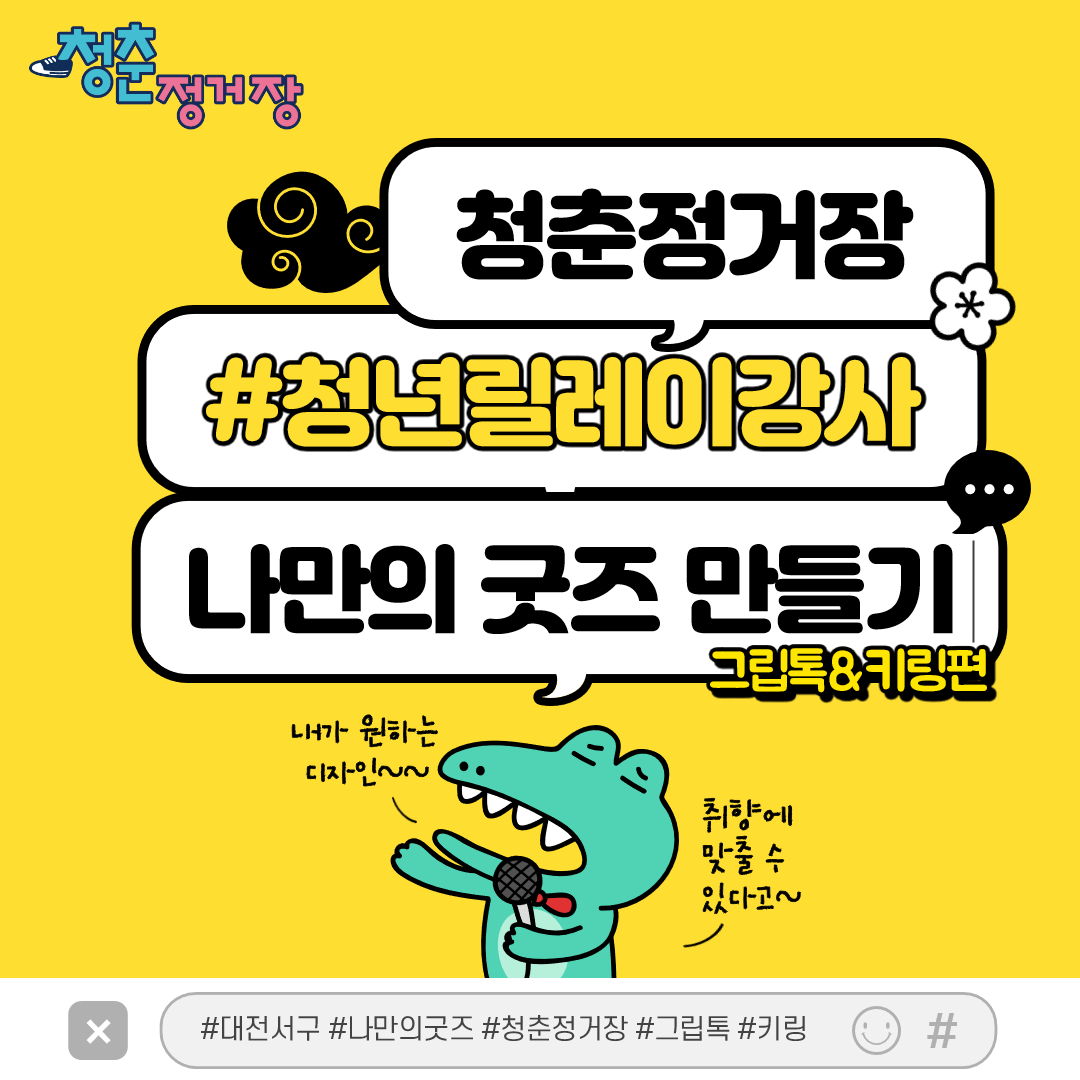 청춘
정거장
청춘정거장
#청년릴레이강사
나만의 굿즈 만들기
그립톡&키링편
내가 원하는
디자인~~
취향에
맞출 수
있다고~
#대전서구 #나만의굿즈 #청춘정거장 #그립톡 #키링
#